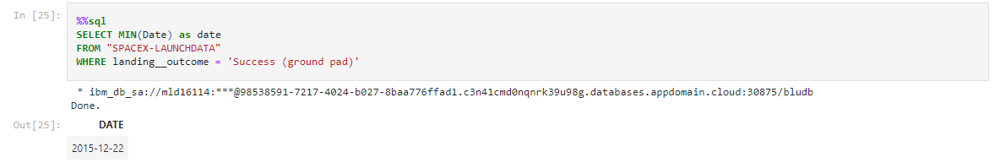 In [25]:
%%sql
SELECT MIN(Date) as date
FROM "SPACEX-LAUNCHDATA"
WHERE landing__outcome = 'Success (ground pad)'
* ibm_db_sa://mld16114:***@98538591-7217-4024-b027-8baa776ffad1.c3n41cmd0nqnrk39u98g.databases.appdomain.cloud:30875/bludb
Done.
Out[25]:
DATE
2015-12-22